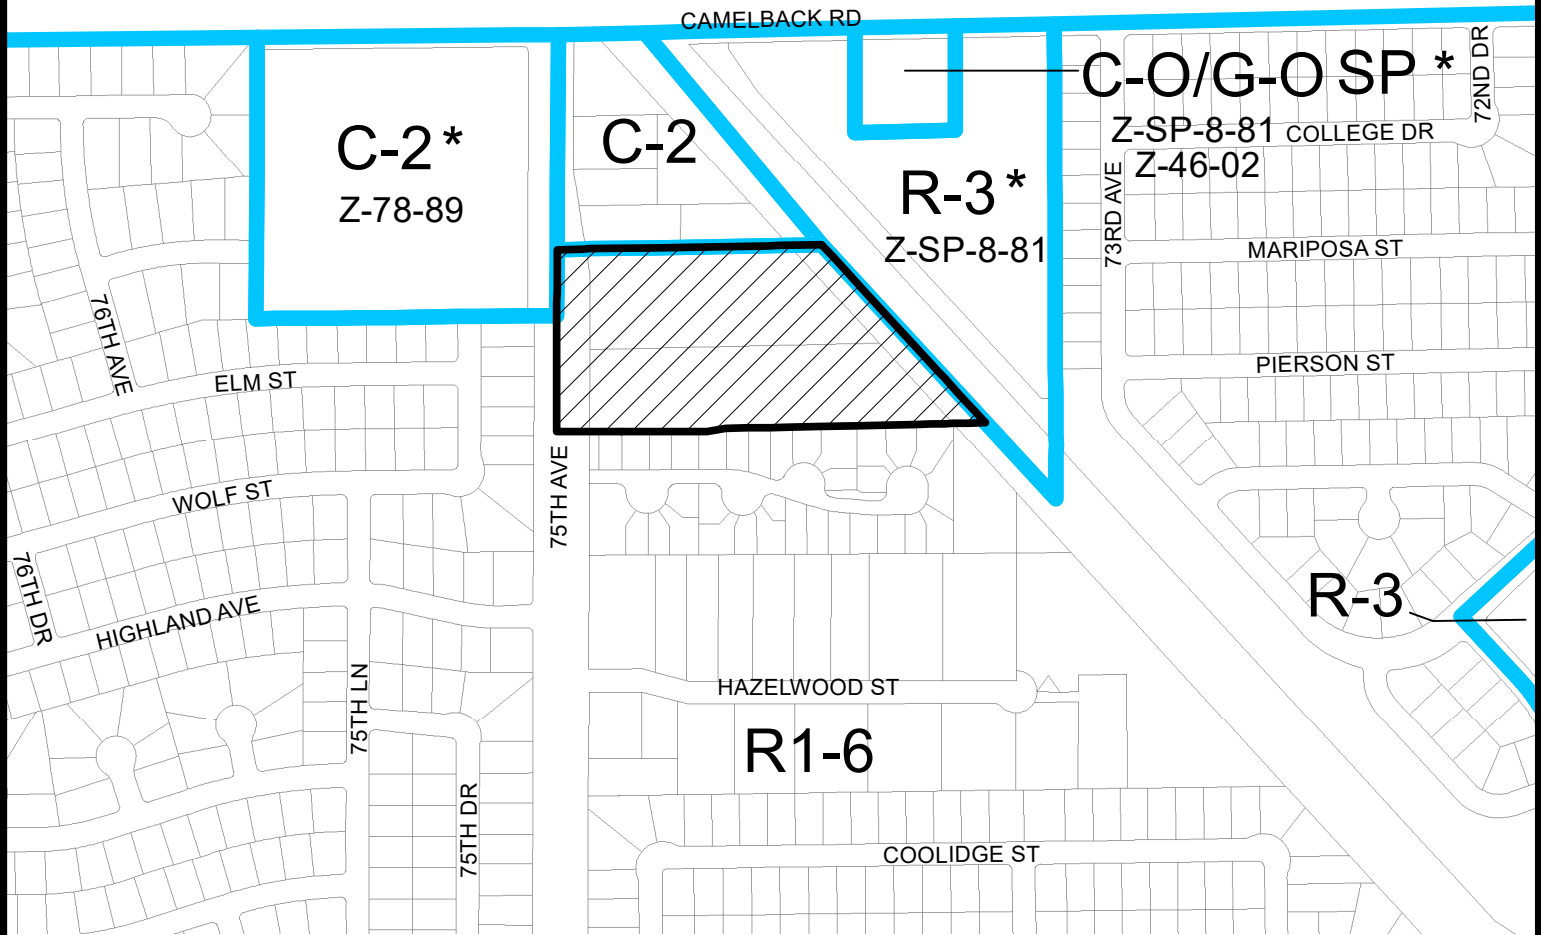 CAMELBACK RD
C-2 *
Z-78-89
C-2
C-O/G-O SP *
Z-SP-8-81
Z-46-02
R-3 *
Z-SP-8-81
72ND DR
COLLEGE DR
73RD AVE
MARIPOSA ST
PIERSON ST
76TH AVE
ELM ST
WOLF ST
75TH AVE
76TH DR
HIGHLAND AVE
R-3
75TH LN
HAZELWOOD ST
R1-6
75TH DR
COOLIDGE ST